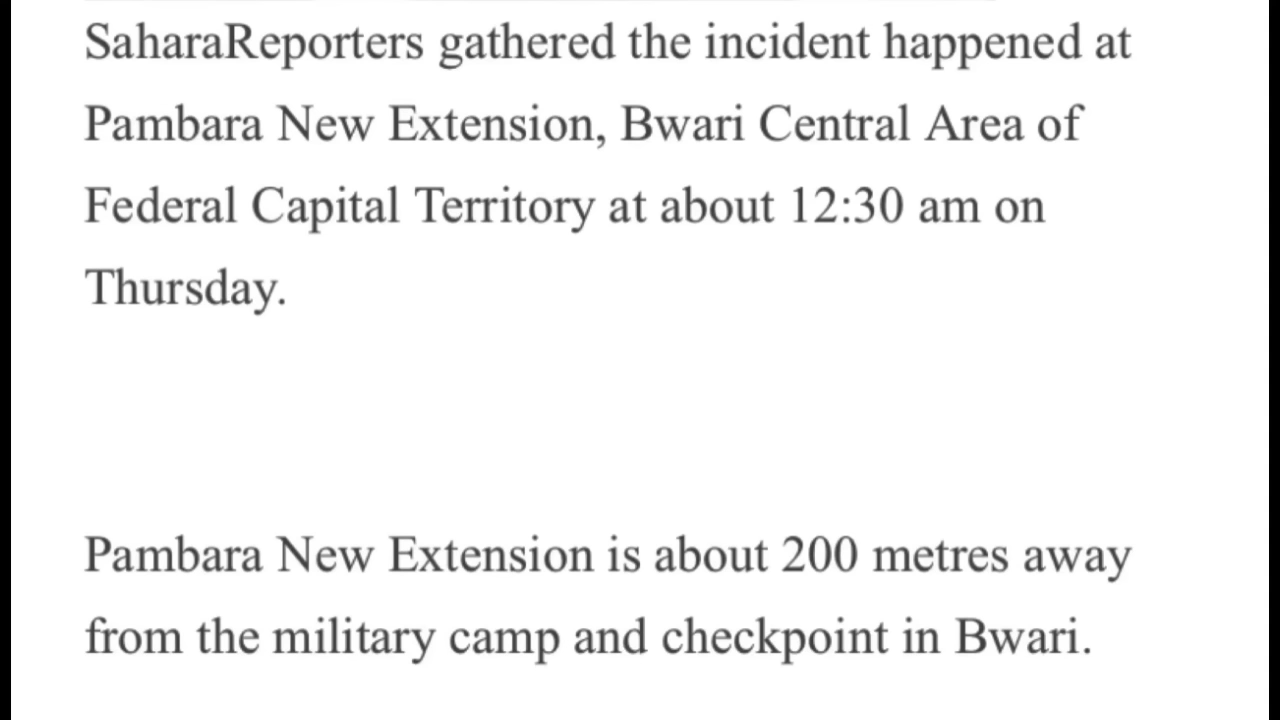 SaharaReporters gathered the incident happened at
Pambara New Extension, Bwari Central Area of
Federal Capital Territory at about 12:30 am on
Thursday.
Pambara New Extension is about 200 metres away
from the military camp and checkpoint in Bwari.